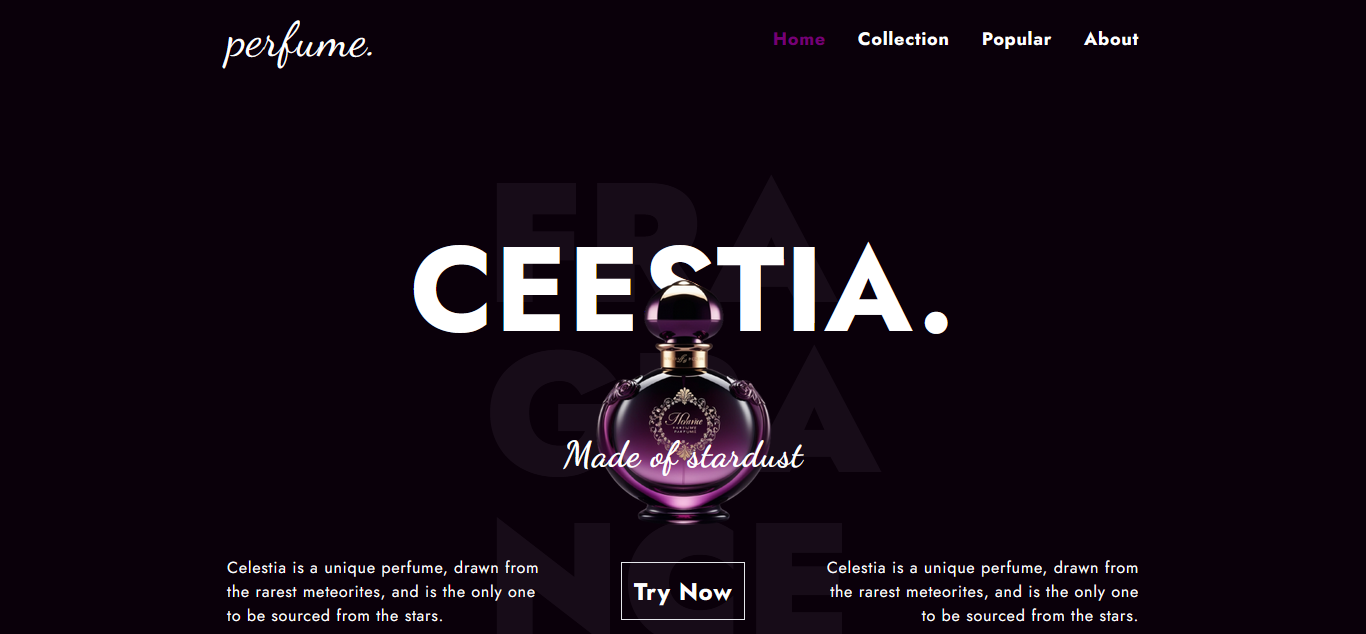 perfume.
Home Collection Popular About
FRA
CEESTIA.
GRA
Made of stardust
NCE
Celestia is a unique perfume, drawn from
the rarest meteorites, and is the only one
to be sourced from the stars.
Try Now
Celestia is a unique perfume, drawn from
the rarest meteorites, and is the only one
to be sourced from the stars.